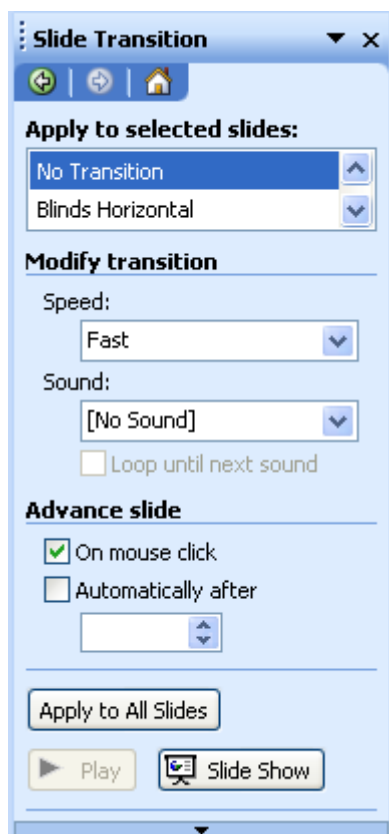 Slide Transition
Apply to selected slides:
No Transition
Blinds Horizontal
Modify transition
Speed:
Fast
Sound:
[No Sound]
Loop until next sound
Advance slide
On mouse click
Automatically after
Apply to All Slides
Play
Slide Show